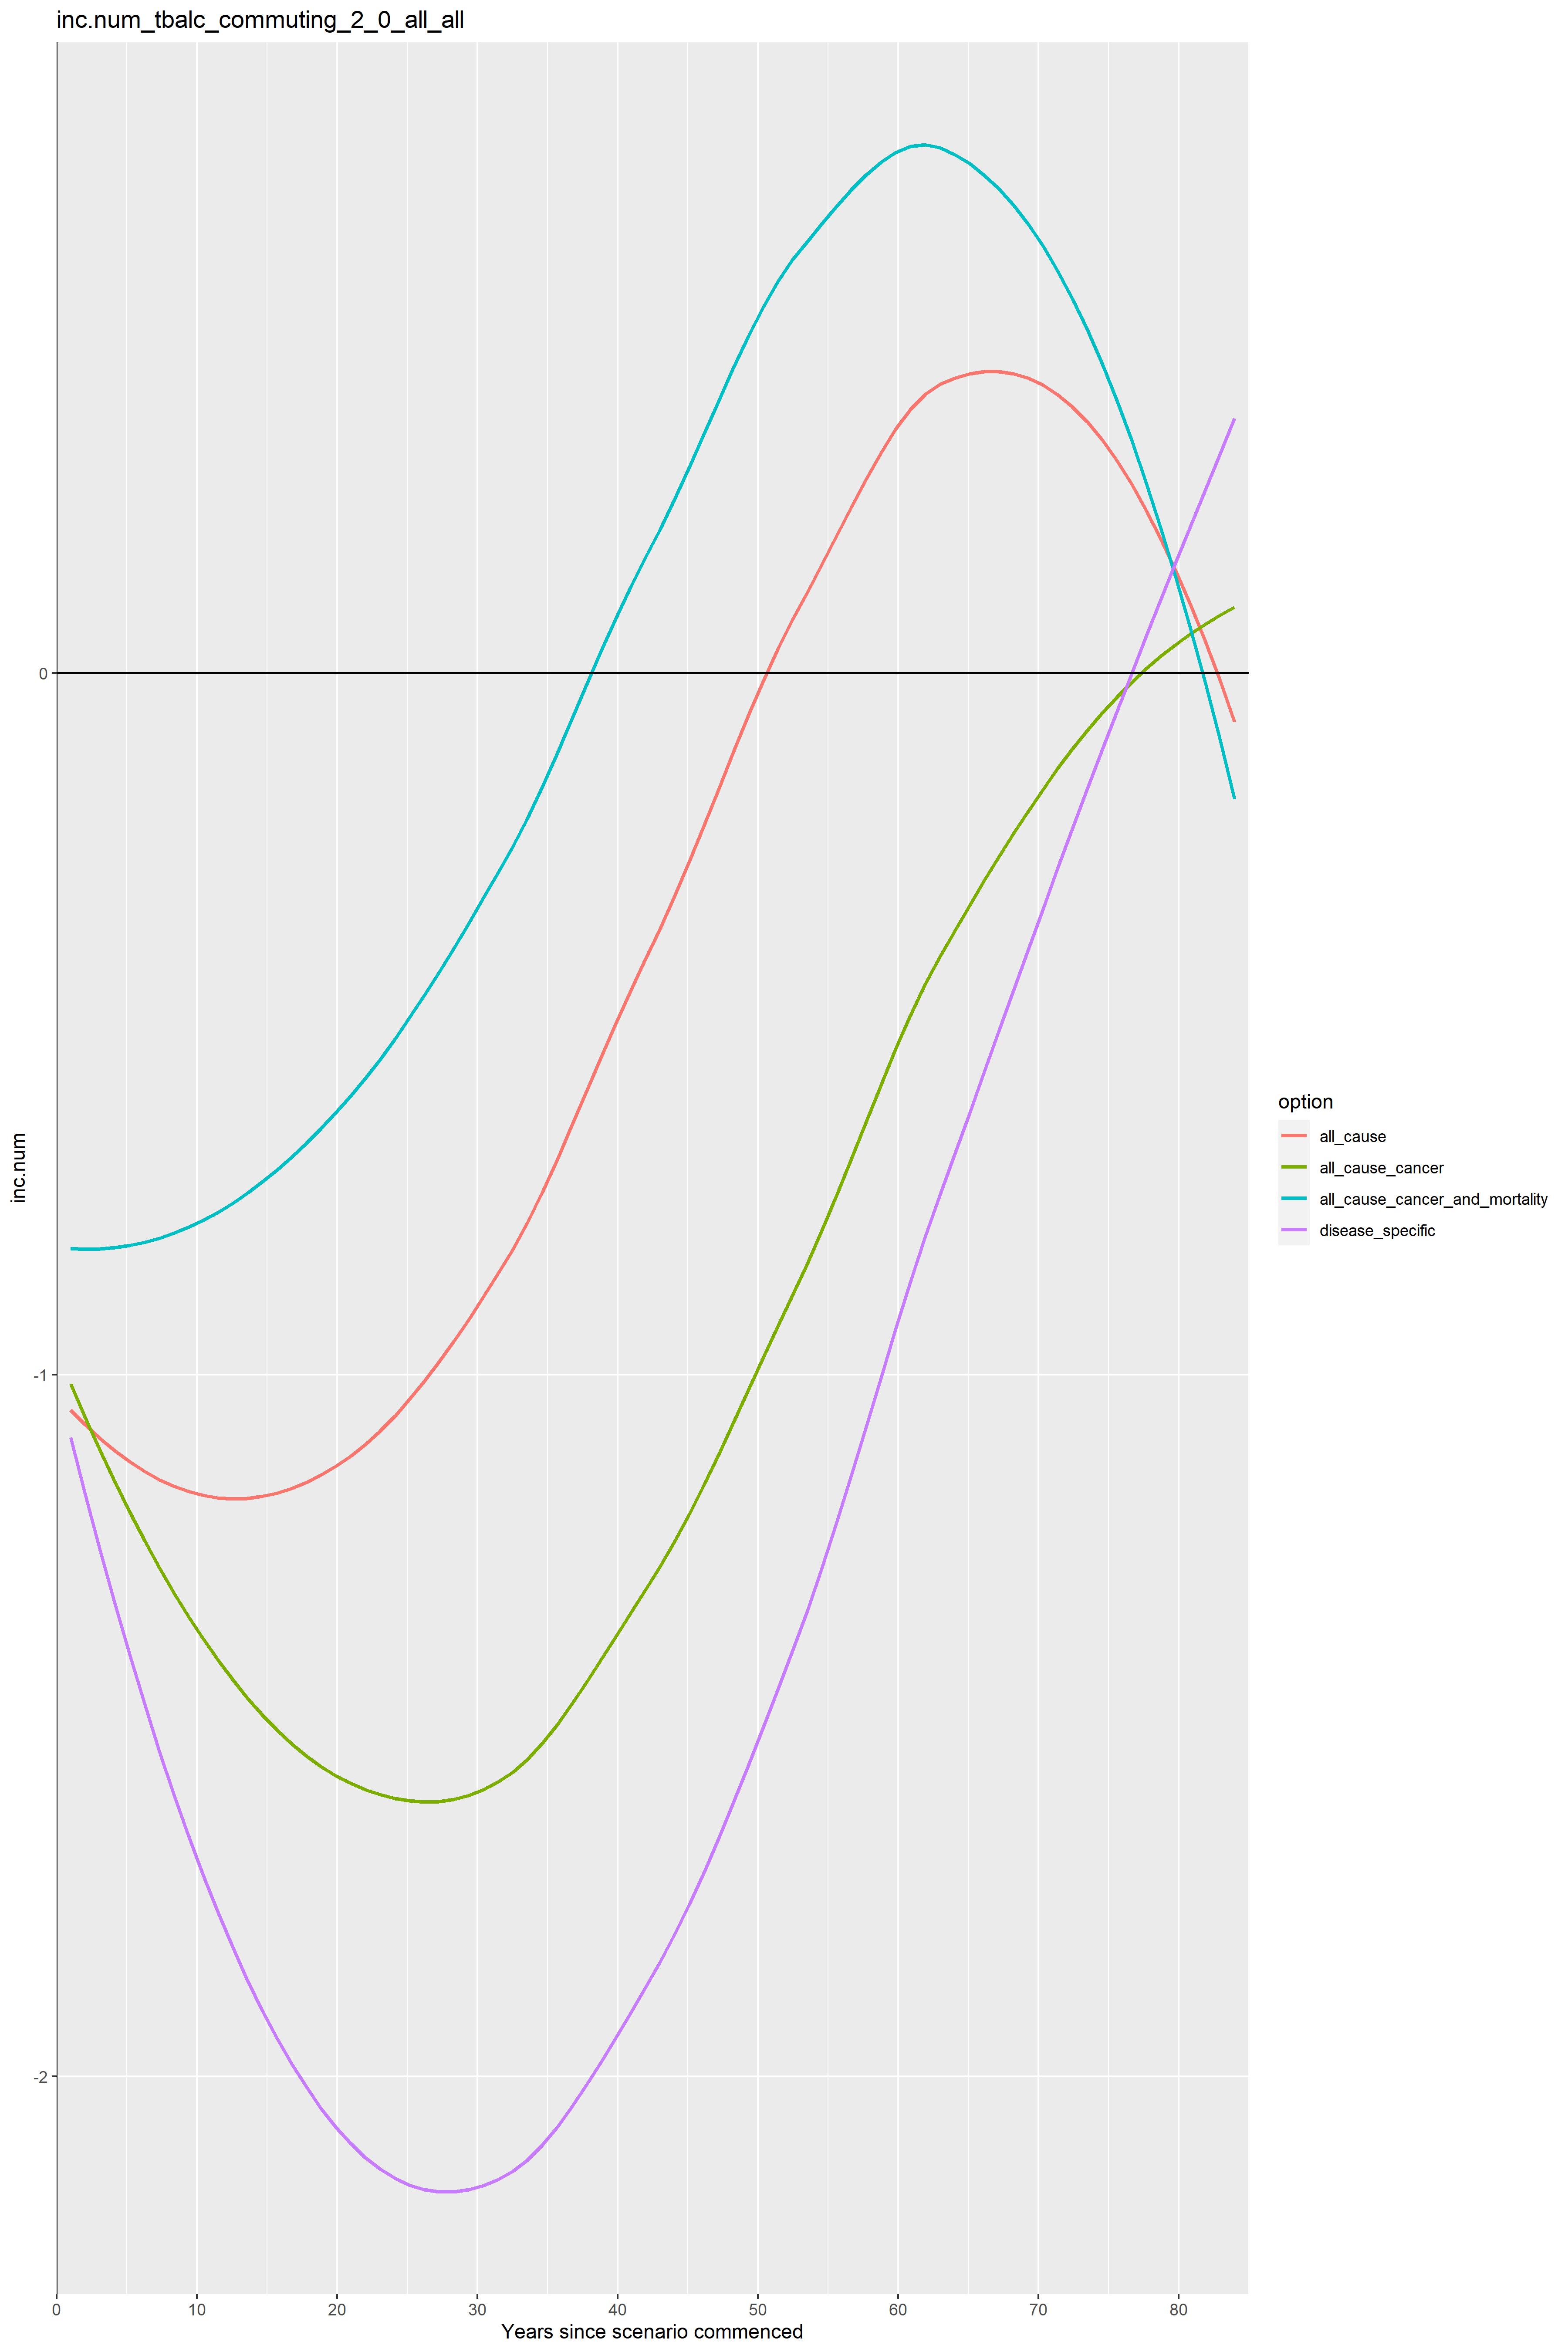 inc.num_tbalc_commuting_2_0_all_all
inc.num
0
-1
-2
0 10 20 30 40 50 60 70 80
Years since scenario commenced
option
all_cause
all_cause_cancer
all_cause_cancer_and_mortality
disease_specific